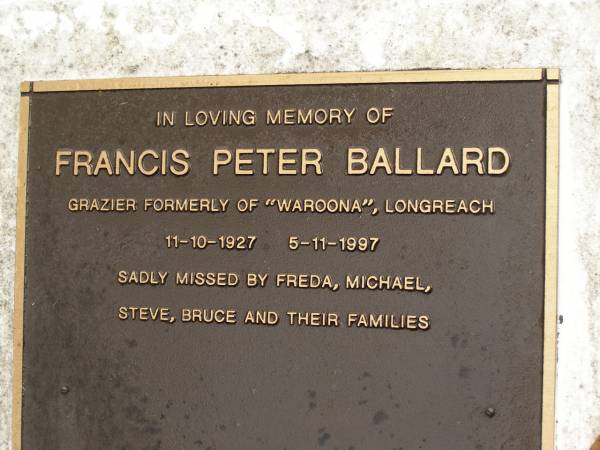 IN LOVING MEMORY OF
FRANCIS PETER BALLARD
GRAZIER FORMERLY OF "WAROONA", LONGREACH
11-10-1927 5-11-1997
SADLY MISSED BY FREDA, MICHAEL,
STEVE, BRUCE AND THEIR FAMILIES